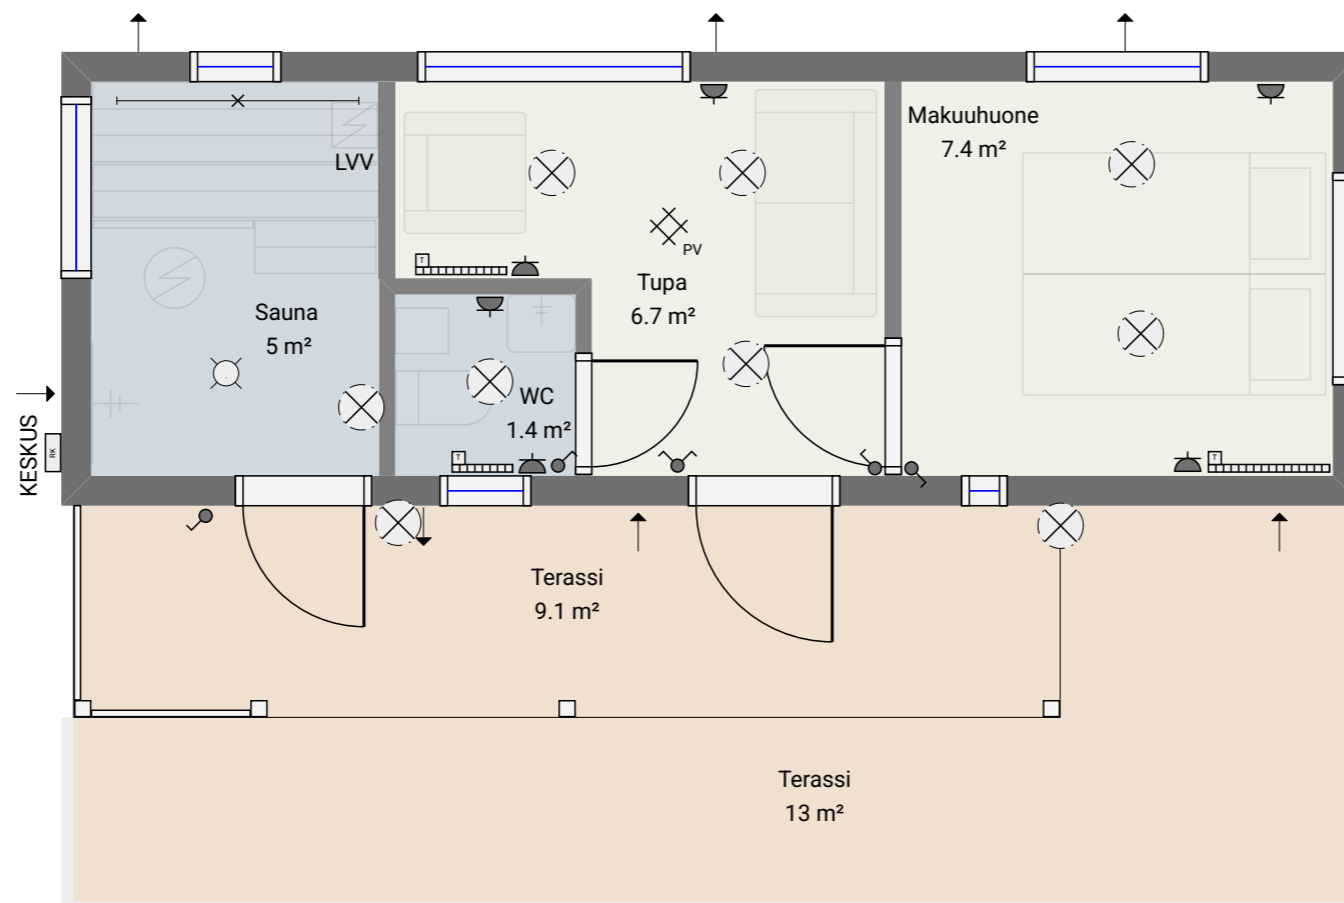 LVV
Makuuhuone
7.4 m²
PV
T
Tupa
6.7 m²
Sauna
5 m²
WC
1.4 m²
KESKUS
RK
T
T
Terassi
9.1 m²
Terassi
13 m²